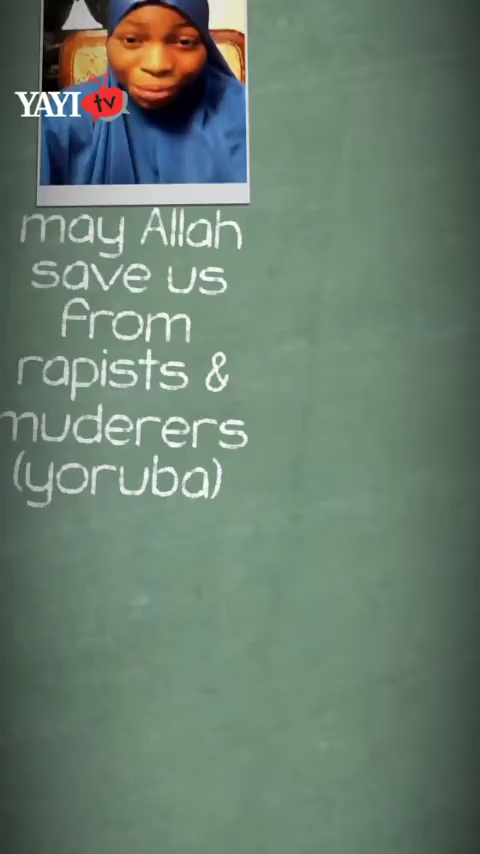 YAYI tv
may Allah
save us
from
rapists &
muderers
(yoruba)